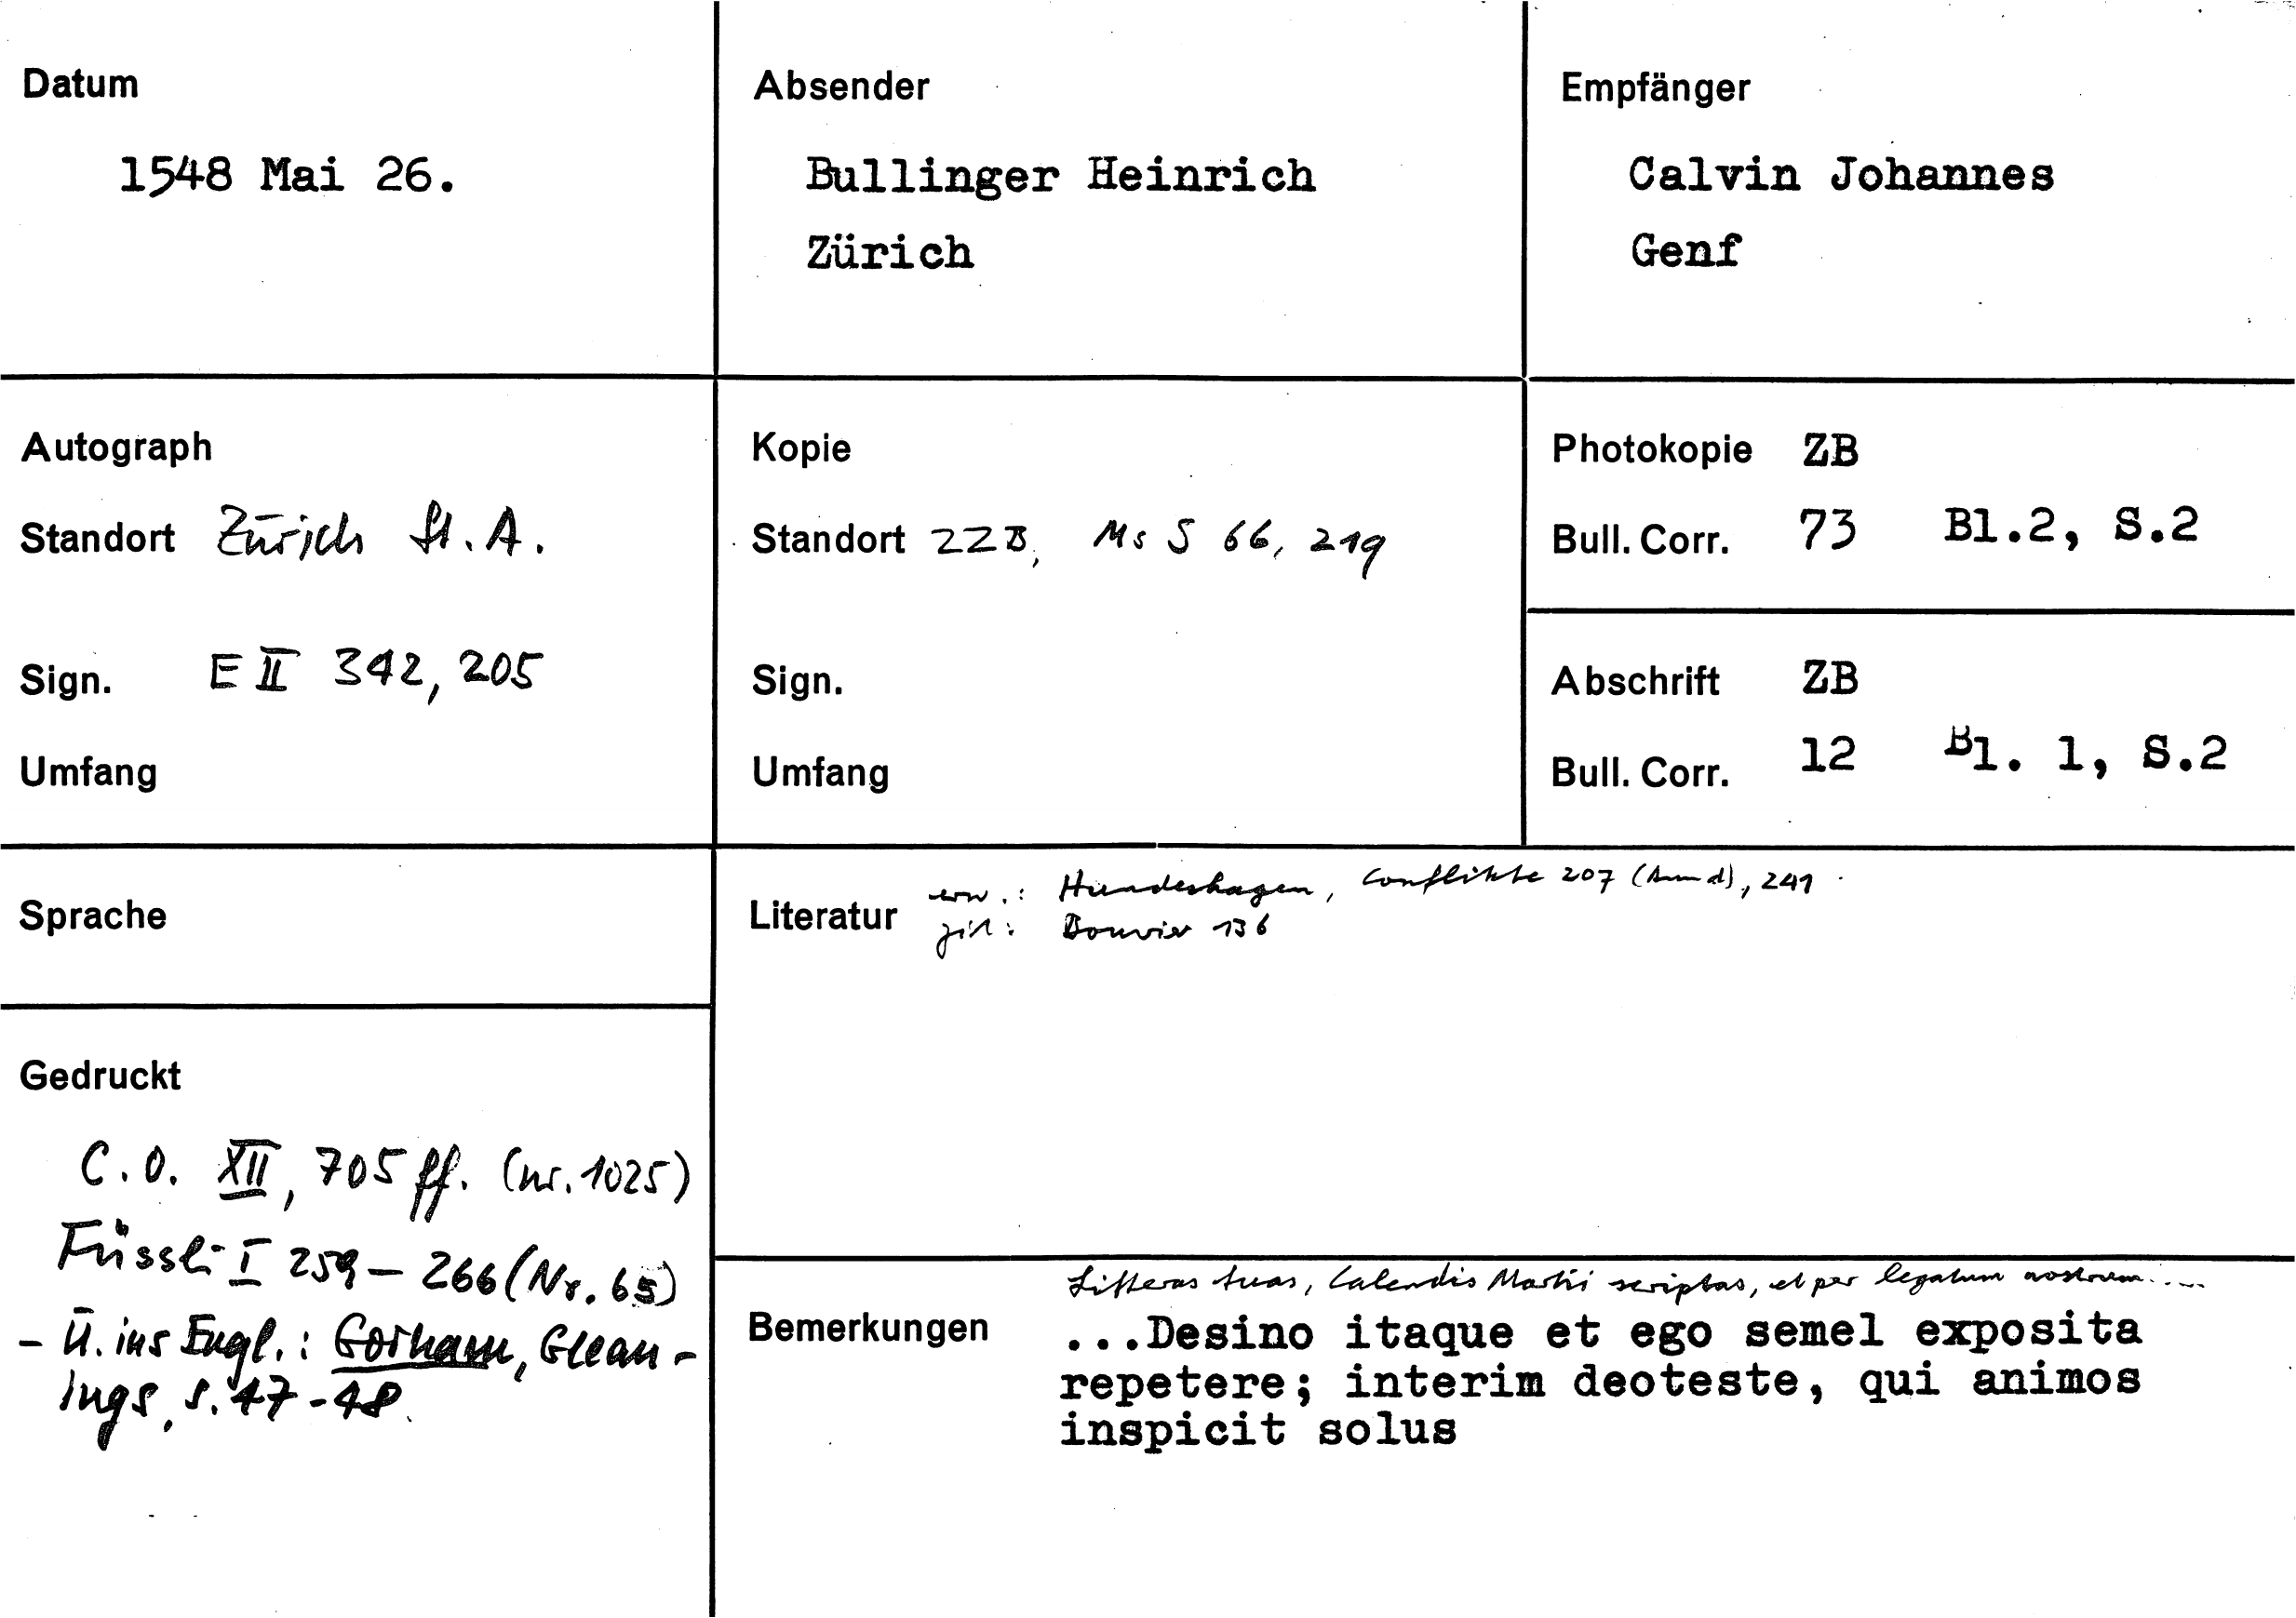 Datum
1548 Mai 26.
Absender
Bullinger Heinrich
Zürich
Empfänger
Calvin Johannes
Genf
Autograph
Standort Zürich St. A.
Sign. E II 342, 205
Umfang
Kopie
Standort ZZB, Ms S 66, 219
Sign.
Umfang
Photokopie ZB
Bull. Corr. 73 Bl.2, S.2
Abschrift ZB
Bull. Corr. 12 Bl. 1, S.2
Sprache
Literatur
erw.: Hundeshagen, Conflikte 207 (Anm d), 241
zit: Bouvier 136
Gedruckt
C.O. XII, 705 ff. (nr. 1025)
Füssli I 259 - 266 (Nr. 65)
- Ü. ins Engl.: Gorham, Glean-
ings, S. 47-48
Bemerkungen
Litteras tuas, Calendis Martii scriptas, et per legatum nostrum.....
...Desino itaque et ego semel exposita
repetere; interim deoteste, qui animos
inspicit solus